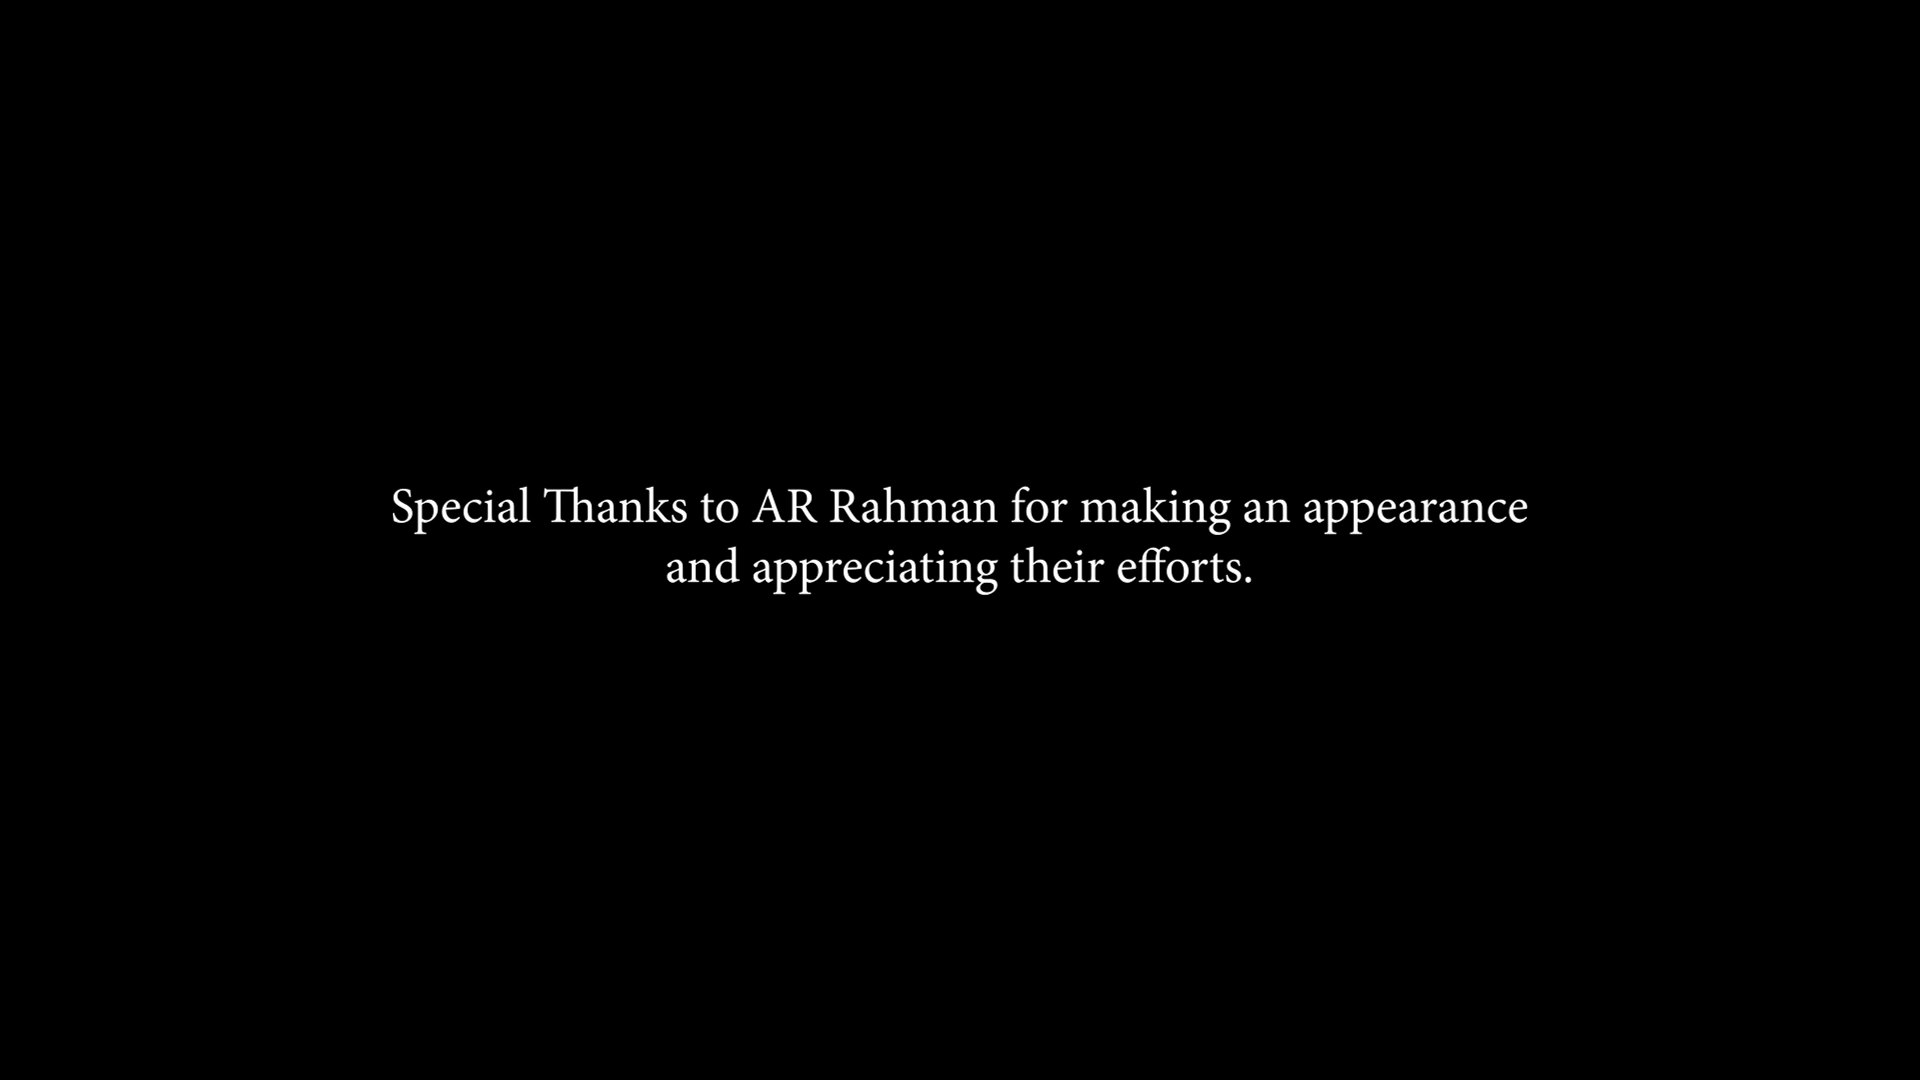 Special Thanks to AR Rahman for making an appearance
and appreciating their efforts.